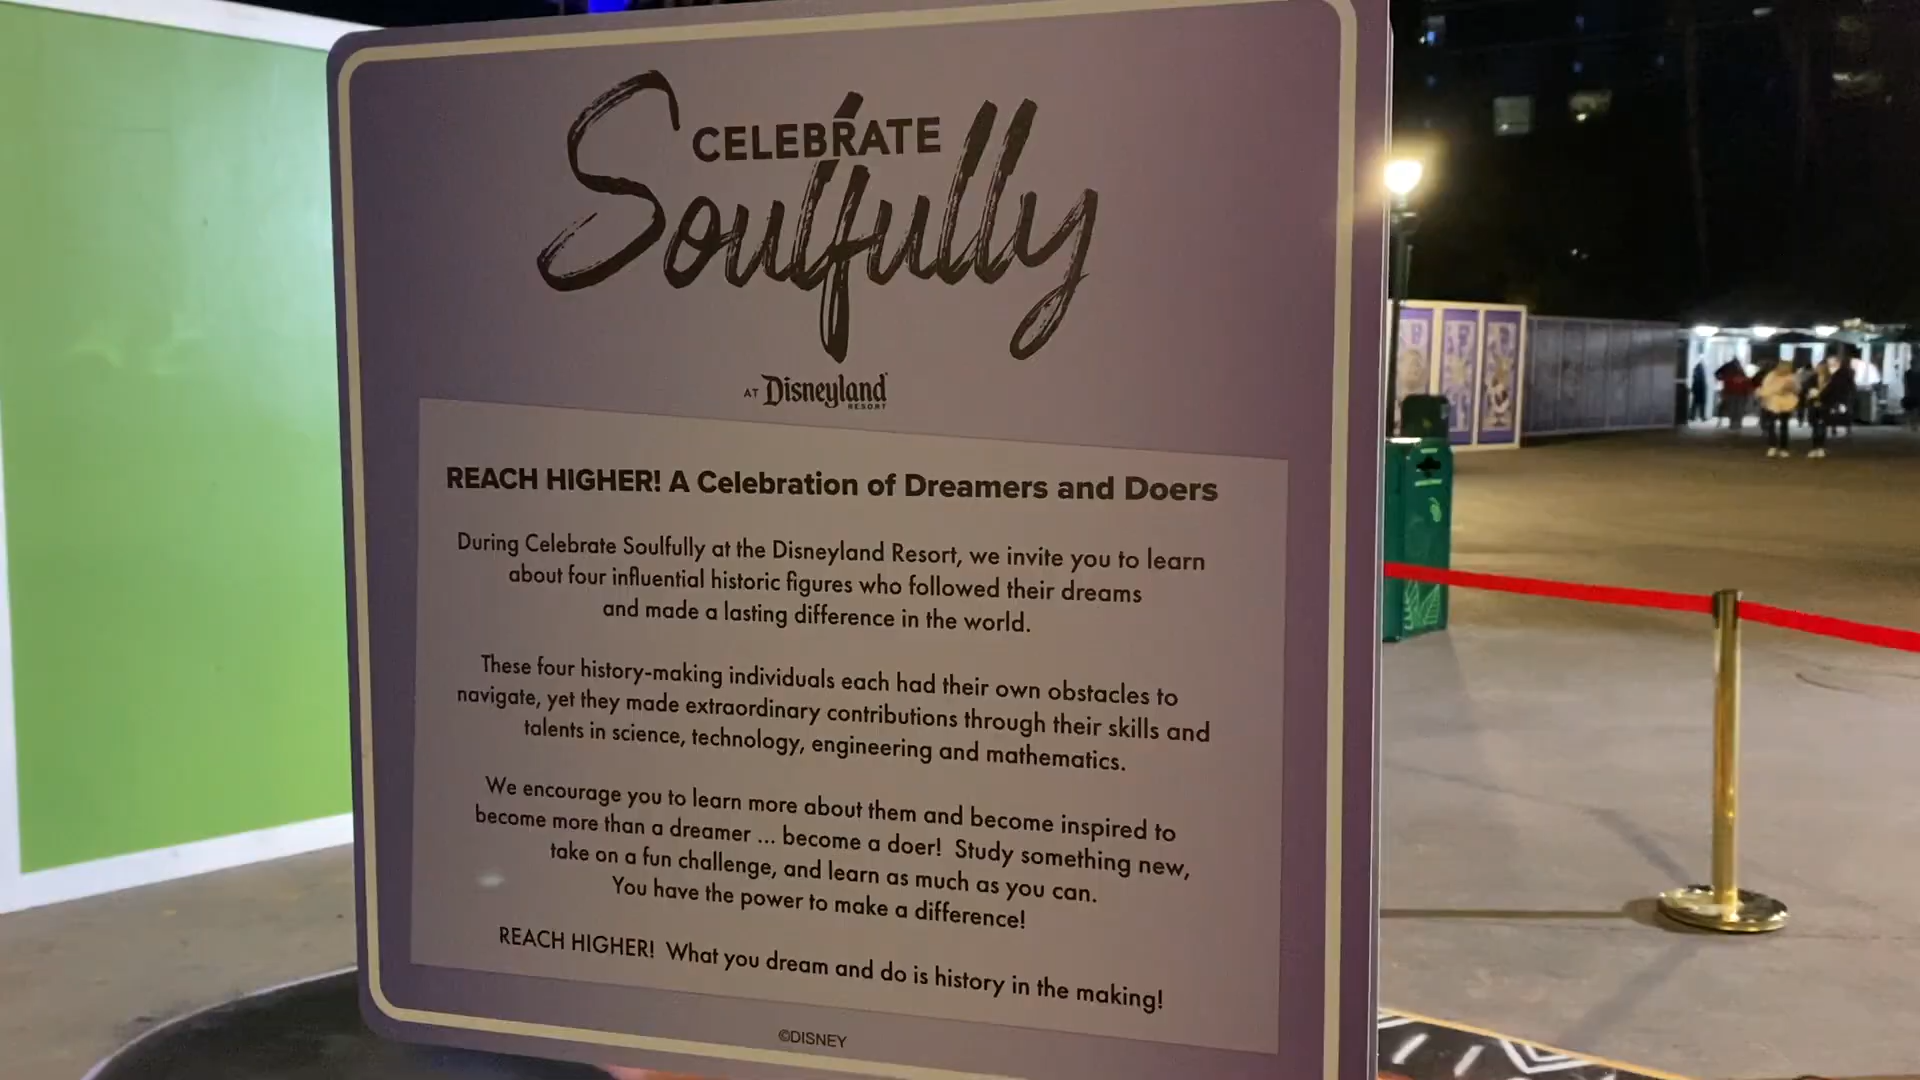 CELEBRATE
Soulfully
AT Disneyland
RESORT
REACH HIGHER! A Celebration of Dreamers and Doers
During Celebrate Soulfully at the Disneyland Resort, we invite you to learn
about four influential historic figures who followed their dreams
and made a lasting difference in the world.
These four history-making individuals each had their own obstacles to
navigate, yet they made extraordinary contributions through their skills and
talents in science, technology, engineering and mathematics.
We encourage you to learn more about them and become inspired to
become more than a dreamer ... become a doer! Study something new,
take on a fun challenge, and learn as much as you can.
You have the power to make a difference!
REACH HIGHER! What you dream and do is history in the making!
©DISNEY